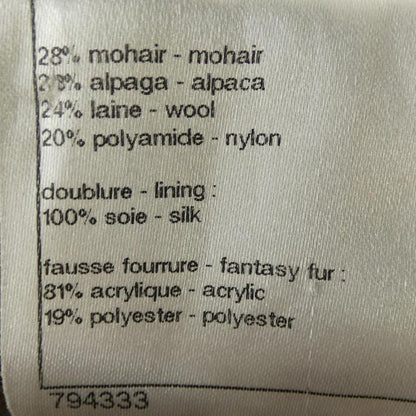 28% mohair - mohair
28% alpaga - alpaca
24% laine - wool
20% polyamide - nylon
doublure - lining :
100% soie - silk
fausse fourrure - fantasy fur :
81% acrylique - acrylic
19% polyester - polyester
794333